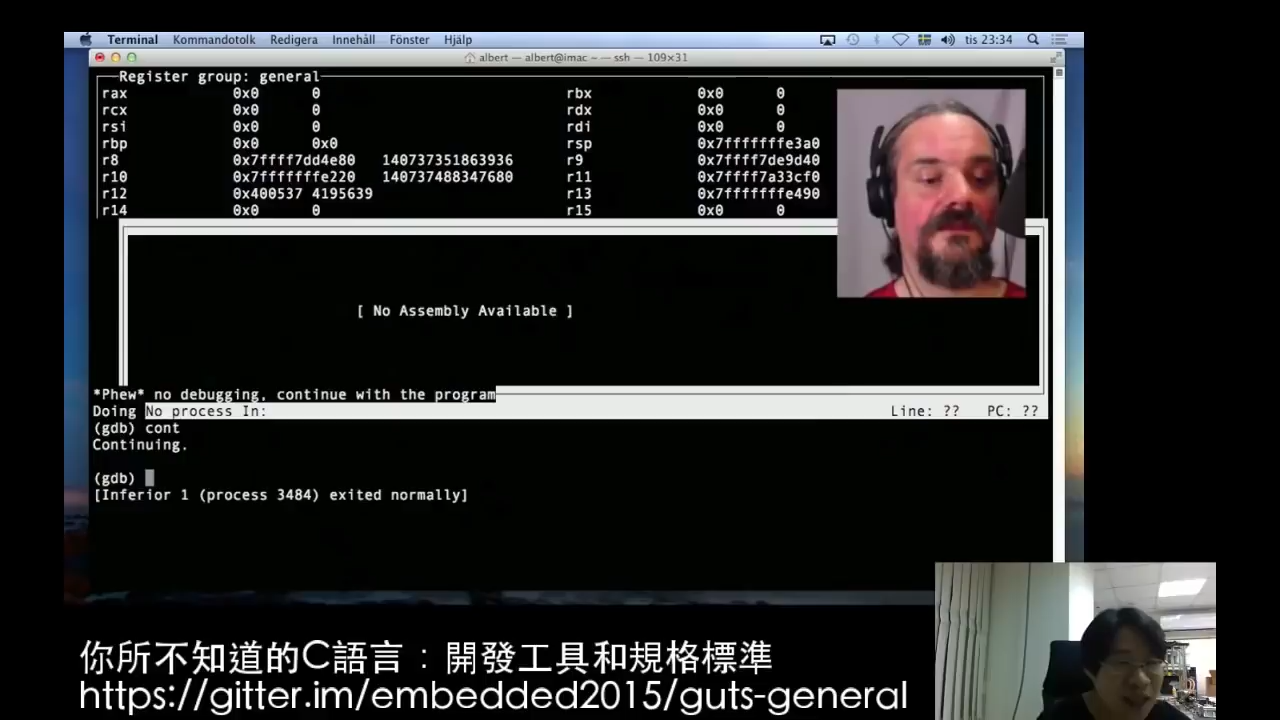 Terminal Kommandotolk Redigera Innehåll Fönster Hjälp tis 23:34
albert — albert@imac ~ — ssh — 109×31
Register group: general
rax 0x0 0 rbx 0x0 0
rcx 0x0 0 rdx 0x0 0
rsi 0x0 0 rdi 0x0 0
rbp 0x0 0x0 rsp 0x7fffffffe3a0
r8 0x7ffff7dd4e80 140737351863936 r9 0x7ffff7de9d40
r10 0x7fffffffe220 140737488347680 r11 0x7ffff7a33cf0
r12 0x400537 4195639 r13 0x7fffffffe490
r14 0x0 0 r15 0x0 0
[ No Assembly Available ]
*Phew* no debugging, continue with the program
Doing No process In: Line: ?? PC: ??
(gdb) cont
Continuing.
(gdb)
[Inferior 1 (process 3484) exited normally]
你所不知道的C語言：開發工具和規格標準
https://gitter.im/embedded2015/guts-general